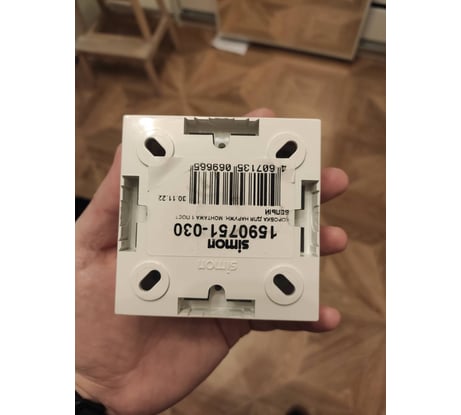 simon
simon
1590751-030
КОРОБКА ДЛЯ НАРУЖН. МОНТАЖА 1 ПОСТ
БЕЛЫЙ
30.11.22
4 607135 069665